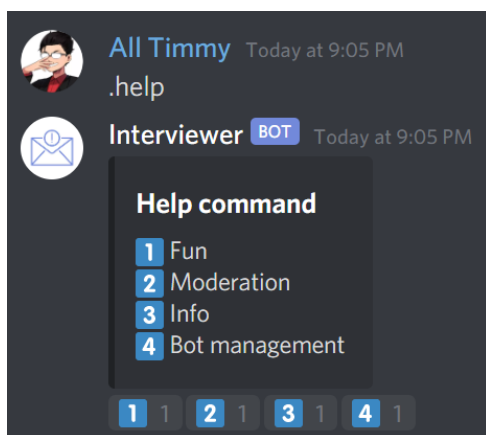 All Timmy Today at 9:05 PM
.help
Interviewer BOT Today at 9:05 PM
Help command
1 Fun
2 Moderation
3 Info
4 Bot management
1 1 2 1 3 1 4 1